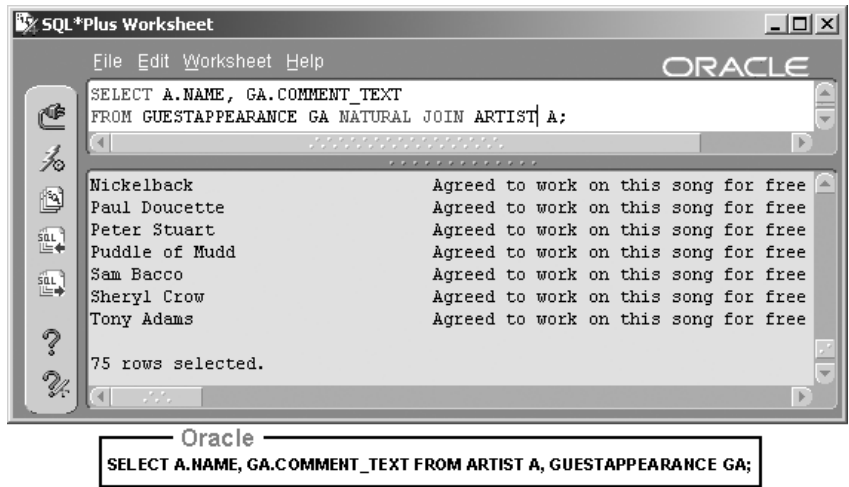 SQL*Plus Worksheet
File Edit Worksheet Help
ORACLE
SELECT A.NAME, GA.COMMENT_TEXT
FROM GUESTAPPEARANCE GA NATURAL JOIN ARTIST A;
Nickelback Agreed to work on this song for free
Paul Doucette Agreed to work on this song for free
Peter Stuart Agreed to work on this song for free
Puddle of Mudd Agreed to work on this song for free
Sam Bacco Agreed to work on this song for free
Sheryl Crow Agreed to work on this song for free
Tony Adams Agreed to work on this song for free
75 rows selected.
Oracle
SELECT A.NAME, GA.COMMENT_TEXT FROM ARTIST A, GUESTAPPEARANCE GA;